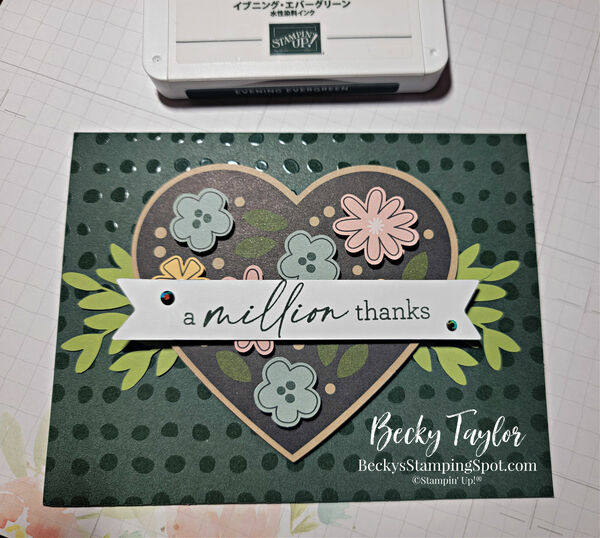 イブニング・エバーグリーン
水性染料インク
STAMPIN' UP!
EVENING EVERGREEN
a million thanks
Becky Taylor
BeckysStampingSpot.com
©Stampin' Up!®